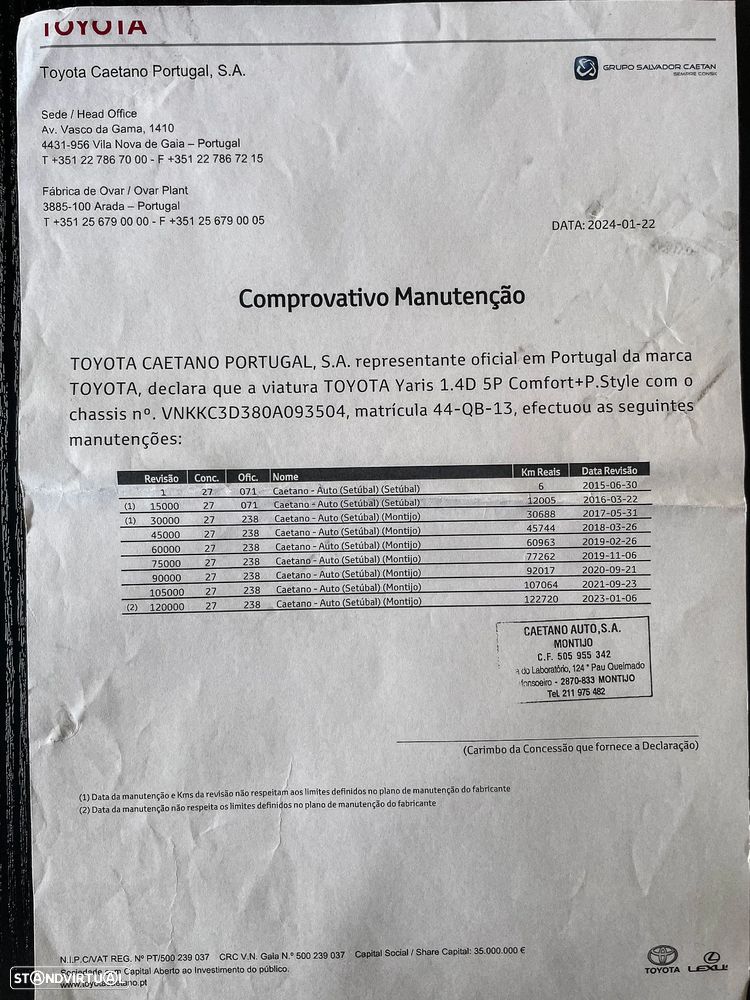 TOYOTA
Toyota Caetano Portugal, S.A.
GRUPO SALVADOR CAETAN
SEMPRE CONSIG
Sede / Head Office
Av. Vasco da Gama, 1410
4431-956 Vila Nova de Gaia – Portugal
T +351 22 786 70 00 - F +351 22 786 72 15
Fábrica de Ovar / Ovar Plant
3885-100 Arada – Portugal
T +351 25 679 00 00 - F +351 25 679 00 05
DATA: 2024-01-22
Comprovativo Manutenção
TOYOTA CAETANO PORTUGAL, S.A. representante oficial em Portugal da marca
TOYOTA, declara que a viatura TOYOTA Yaris 1.4D 5P Comfort+P.Style com o
chassis nº. VNKKC3D380A093504, matrícula 44-QB-13, efectuou as seguintes
manutenções:
Revisão Conc. Ofic. Nome Km Reais Data Revisão
1 27 071 Caetano - Auto (Setúbal) (Setúbal) 6 2015-06-30
(1) 15000 27 071 Caetano - Auto (Setúbal) (Setúbal) 12005 2016-03-22
(1) 30000 27 238 Caetano - Auto (Setúbal) (Montijo) 30688 2017-05-31
45000 27 238 Caetano - Auto (Setúbal) (Montijo) 45744 2018-03-26
60000 27 238 Caetano - Auto (Setúbal) (Montijo) 60963 2019-02-26
75000 27 238 Caetano - Auto (Setúbal) (Montijo) 77262 2019-11-06
90000 27 238 Caetano - Auto (Setúbal) (Montijo) 92017 2020-09-21
105000 27 238 Caetano - Auto (Setúbal) (Montijo) 107064 2021-09-23
(2) 120000 27 238 Caetano - Auto (Setúbal) (Montijo) 122720 2023-01-06
CAETANO AUTO, S.A.
MONTIJO
C.F. 505 955 342
do Laboratório, 124 * Pau Queimado
fonsoeiro - 2870-833 MONTIJO
Tel. 211 975 482
(Carimbo da Concessão que fornece a Declaração)
(1) Data da manutenção e Kms da revisão não respeitam aos limites definidos no plano de manutenção do fabricante
(2) Data da manutenção não respeita os limites definidos no plano de manutenção do fabricante
N.I.P.C/VAT REG. Nº PT/500 239 037 CRC V.N. Gaia N.º 500 239 037 Capital Social / Share Capital: 35.000.000 €
Sociedade com Capital Aberto ao Investimento do público.
www.toyotacaetano.pt
STANDVIRTUAL
TOYOTA LEXUS